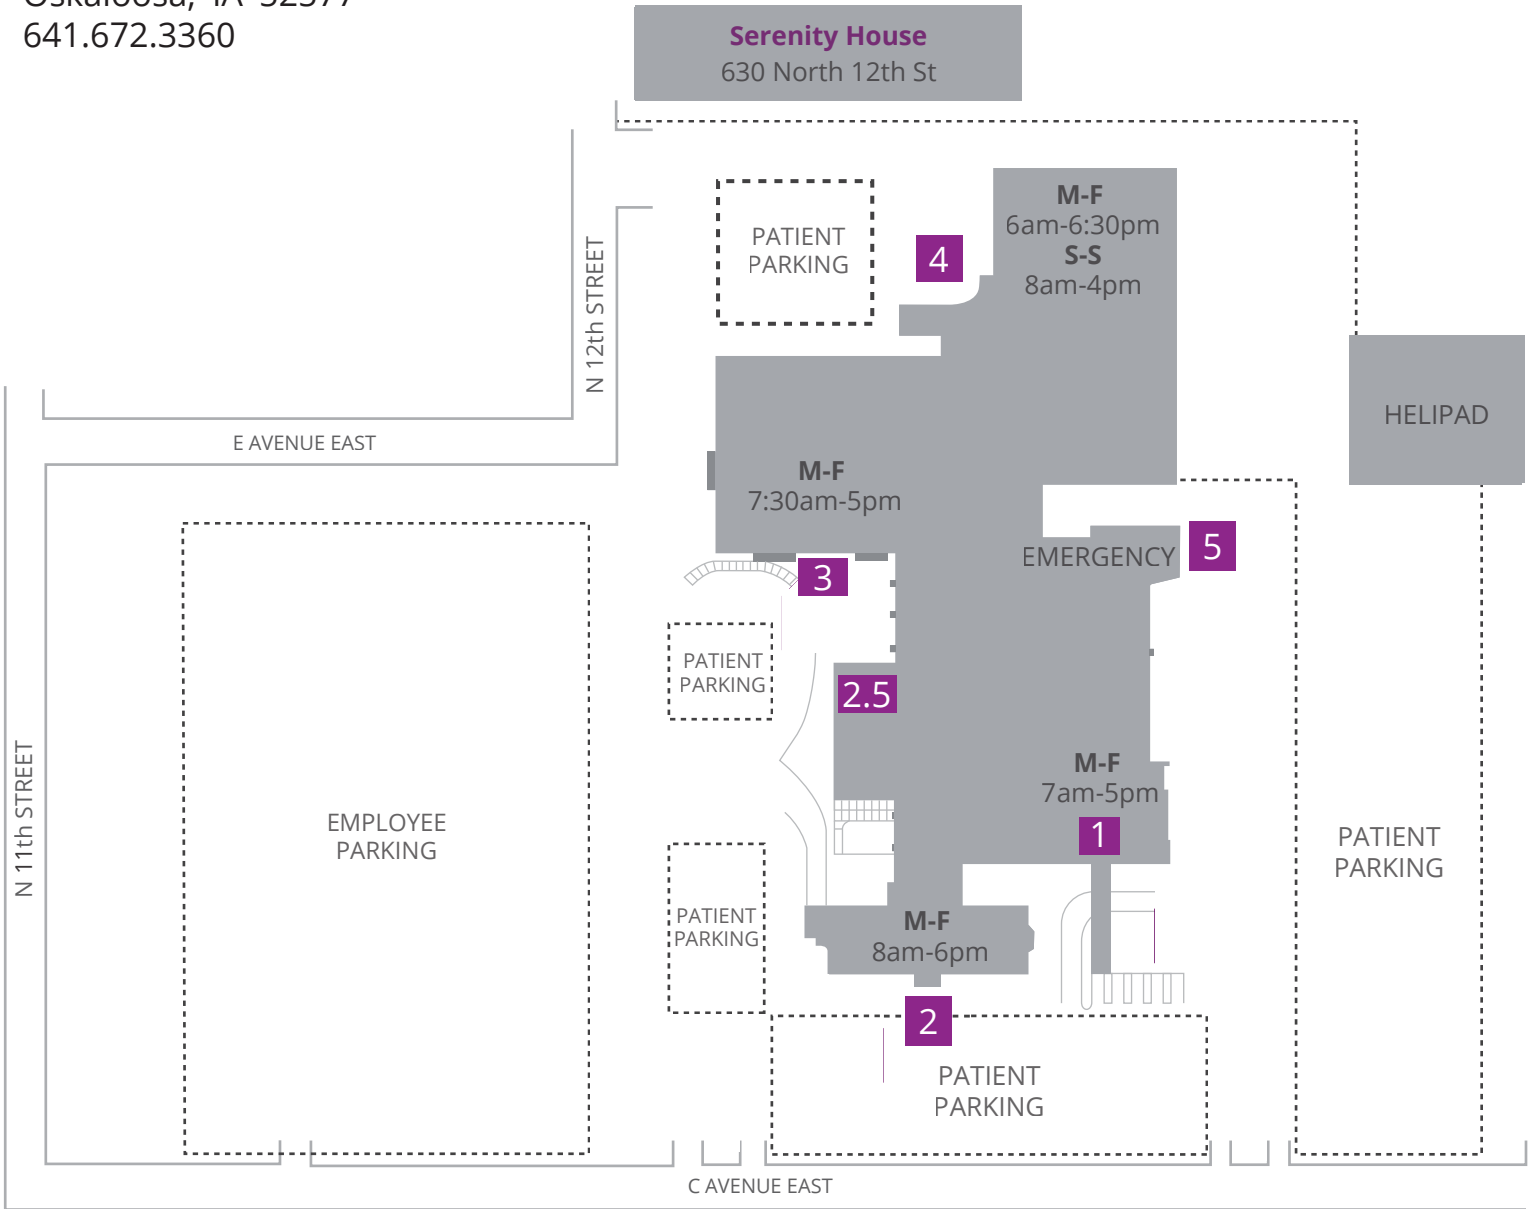 641.672.3360
Serenity House
630 North 12th St
M-F
6am-6:30pm
S-S
8am-4pm
PATIENT
PARKING
4
N 12th STREET
HELIPAD
E AVENUE EAST
M-F
7:30am-5pm
EMERGENCY
5
3
PATIENT
PARKING
2.5
M-F
7am-5pm
1
N 11th STREET
EMPLOYEE
PARKING
PATIENT
PARKING
PATIENT
PARKING
M-F
8am-6pm
2
PATIENT
PARKING
C AVENUE EAST